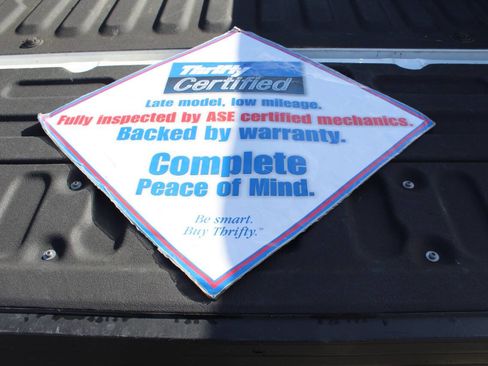 Thrifty
Certified
Late model, low mileage.
Fully inspected by ASE certified mechanics.
Backed by warranty.
Complete
Peace of Mind.
Be smart.
Buy Thrifty.™